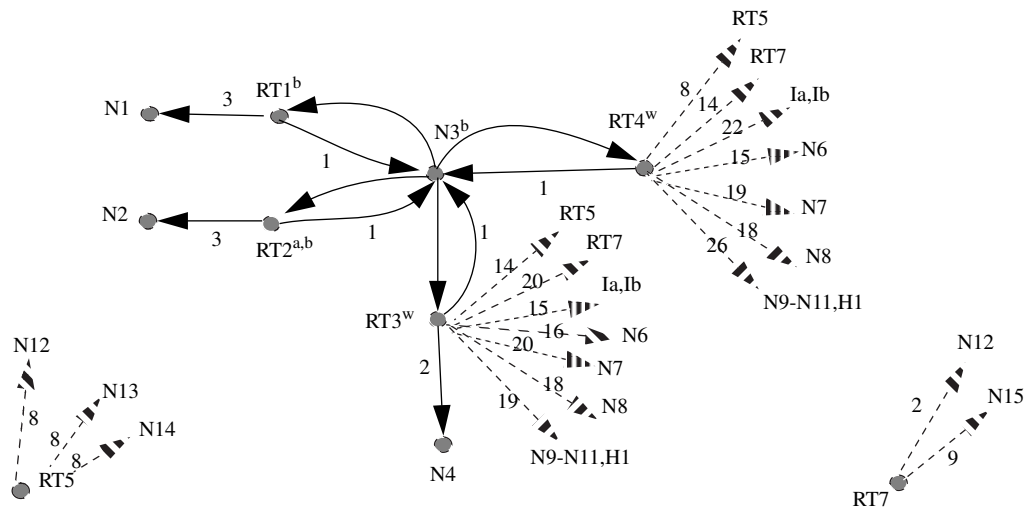 RT5
RT7
8
14
Ia,Ib
22
RT1b
N1
3
N3b
RT4w
15
N6
1
1
19
N7
N2
3
RT2a,b
1
1
RT5
18
N8
26
RT7
14
20
Ia,Ib
N9-N11,H1
15
RT3w
16
N6
20
N7
N12
2
18
N12
19
N8
N13
N15
2
8
8
N14
N9-N11,H1
8
9
RT5
N4
RT7